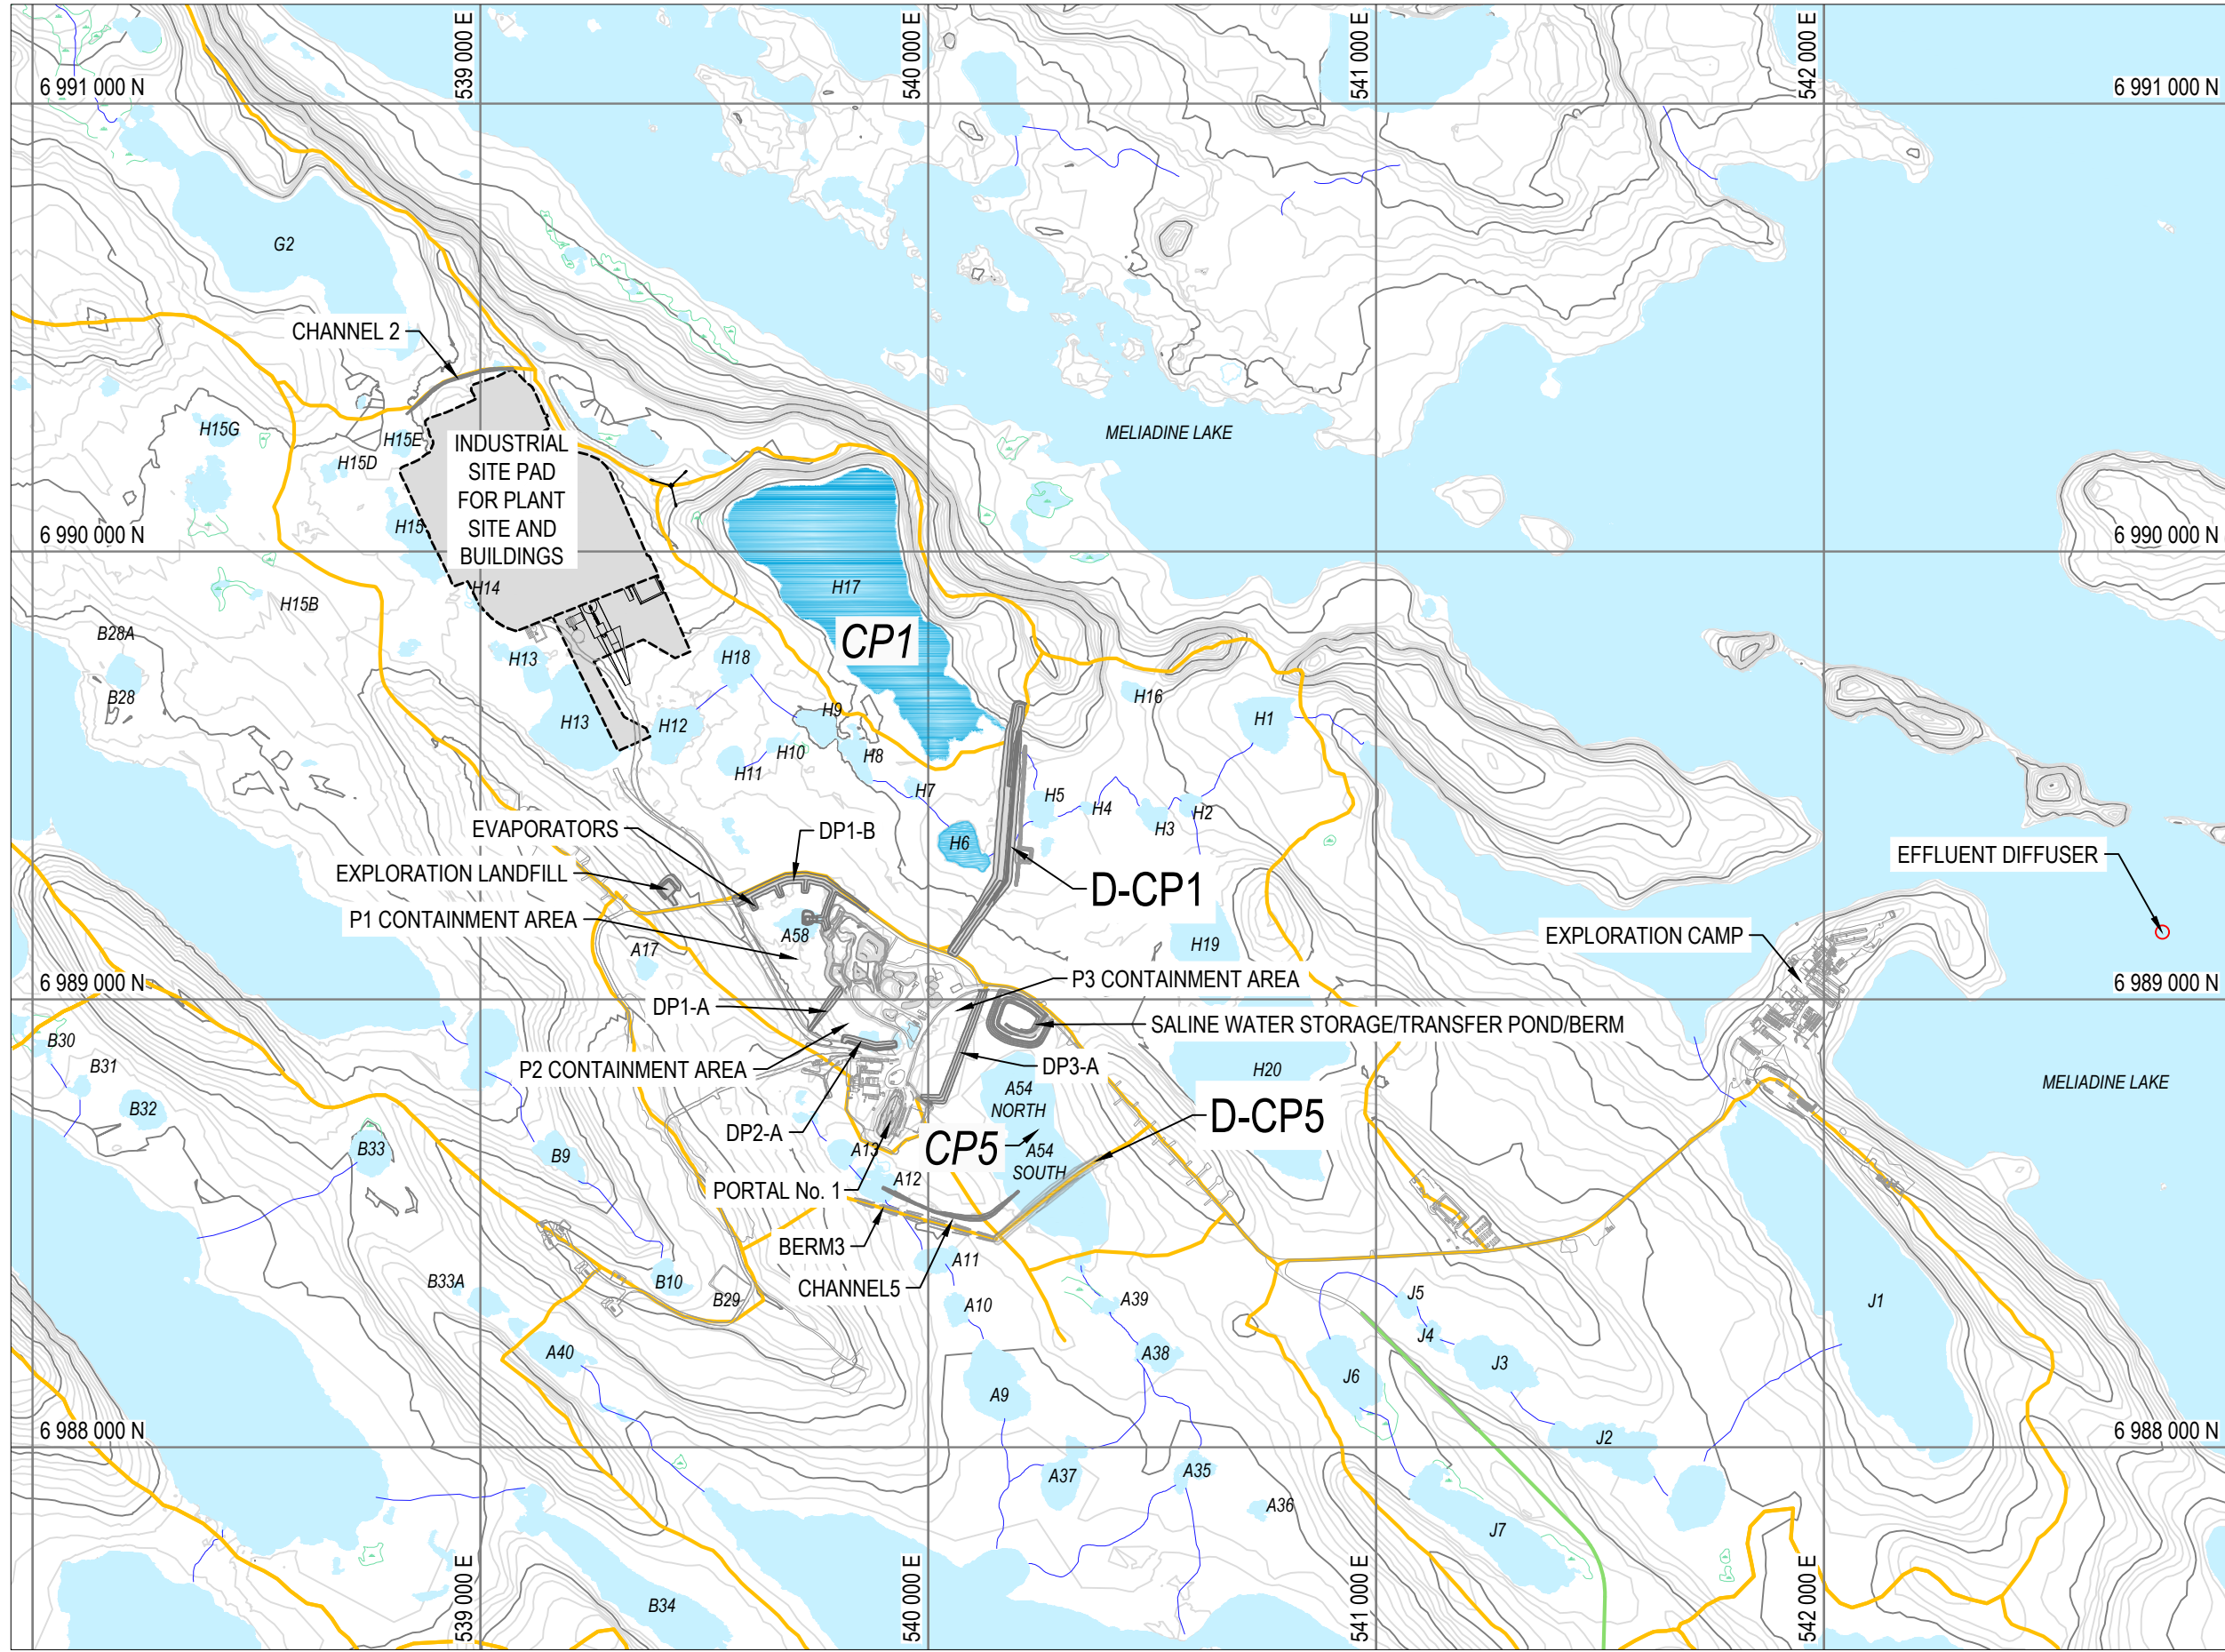 539 000 E
540 000 E
541 000 E
542 000 E
6 991 000 N
6 991 000 N
G2
CHANNEL 2
MELIADINE LAKE
H15G
H15E
H15D
INDUSTRIAL
SITE PAD
FOR PLANT
SITE AND
BUILDINGS
H15
6 990 000 N
6 990 000 N
H14
H17
H15B
B28A
CP1
H13
H18
B28
H16
H13
H12
H9
H1
H10
H8
H11
H7
H5
H4
H2
H3
EVAPORATORS
DP1-B
H6
EXPLORATION LANDFILL
D-CP1
EFFLUENT DIFFUSER
P1 CONTAINMENT AREA
A58
A17
H19
EXPLORATION CAMP
6 989 000 N
P3 CONTAINMENT AREA
6 989 000 N
DP1-A
SALINE WATER STORAGE/TRANSFER POND/BERM
B30
B31
P2 CONTAINMENT AREA
DP3-A
H20
MELIADINE LAKE
B32
A54
NORTH
D-CP5
DP2-A
B33
B9
A13
CP5
A54
SOUTH
A12
PORTAL No. 1
BERM3
A11
B33A
B10
B29
CHANNEL5
A10
A39
J5
J1
J4
A40
A38
J3
A9
J6
6 988 000 N
J2
6 988 000 N
A37
A35
A36
J7
B34
539 000 E
540 000 E
541 000 E
542 000 E